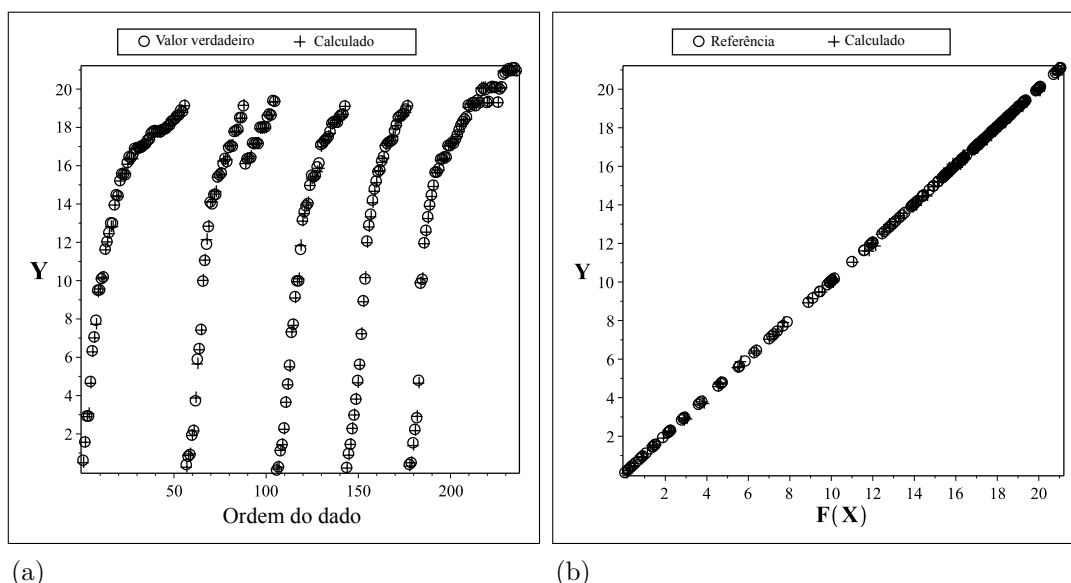 Valor verdadeiro Calculado
20
18
16
14
12
10
8
6
4
2
Y
50 100 150 200
Ordem do dado
(a)
Referência Calculado
20
18
16
14
12
10
8
6
4
2
Y
2 4 6 8 10 12 14 16 18 20
F(X)
(b)